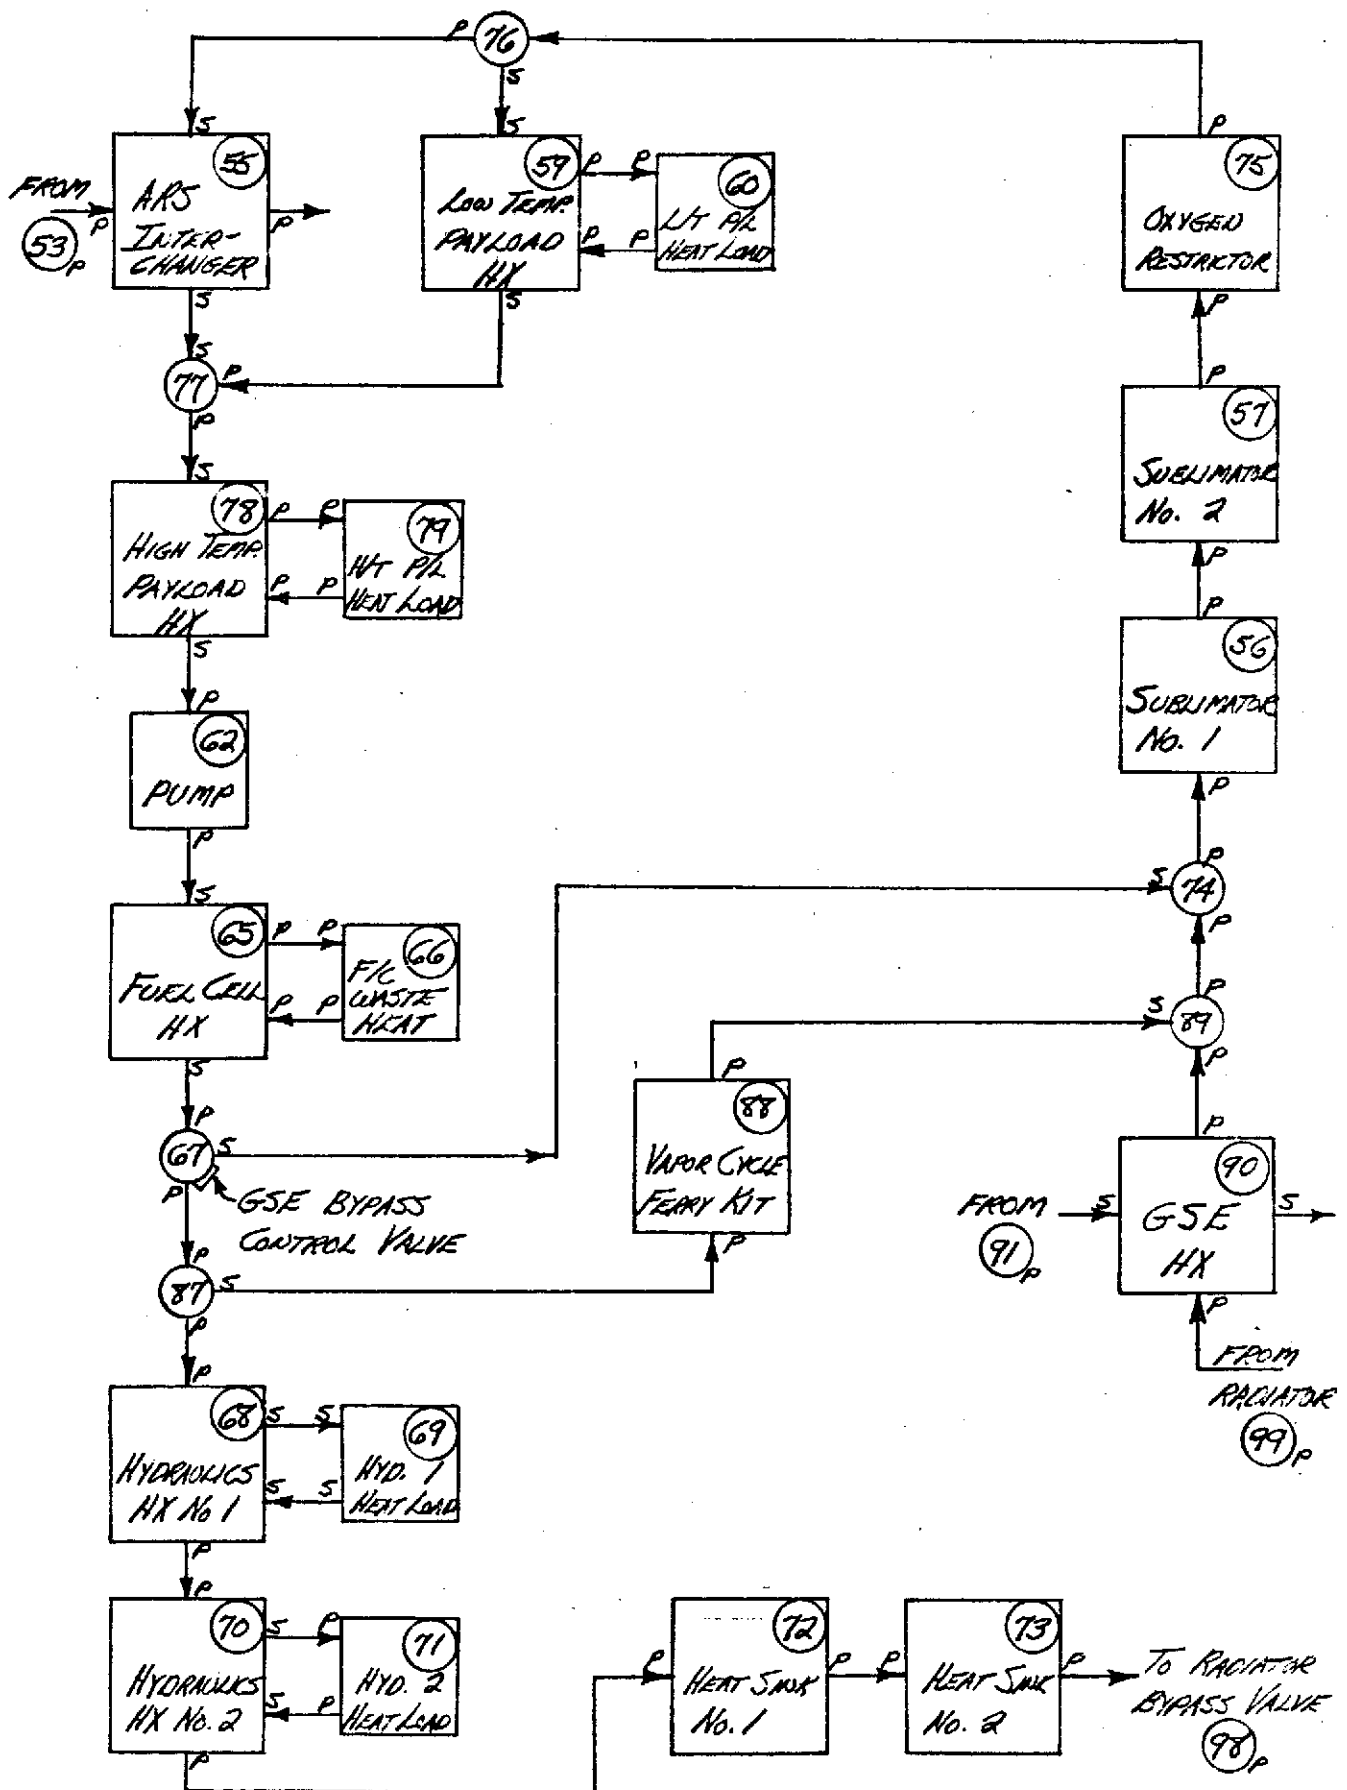 P 76
S
P
S
55
FROM
P
53 P
ARS
INTER-
CHANGER
P
S
S
59
LOW TEMP.
PAYLOAD
HX
P P
P P
S
60
L/T P/L
HEAT LOAD
75
OXYGEN
RESTRICTOR
P
S
77 P
P
S
78
HIGH TEMP.
PAYLOAD
HX
P P
P P
S
79
H/T P/L
HEAT LOAD
P
57
SUBLIMATOR
No. 2
P
P
56
SUBLIMATOR
No. 1
P
P
62
PUMP
P
P
S 74
P
S
65
FUEL CELL
HX
P P
P P
S
66
F/C
WASTE
HEAT
P
S 89
P
P
67 S
P
GSE BYPASS
CONTROL VALVE
P
88
VAPOR CYCLE
FERRY KIT
P
P
90
GSE
HX
FROM
91 P
S
S
P
FROM
RADIATOR
99 P
P
87 S
P
P
68
HYDRAULICS
HX No 1
S S
S S
P
69
HYD. 1
HEAT LOAD
P
70
HYDRAULICS
HX No. 2
S P
S P
P
71
HYD. 2
HEAT LOAD
P
72
HEAT SINK
No. 1
P P
73
HEAT SINK
No. 2
P
TO RADIATOR
BYPASS VALVE
98 P